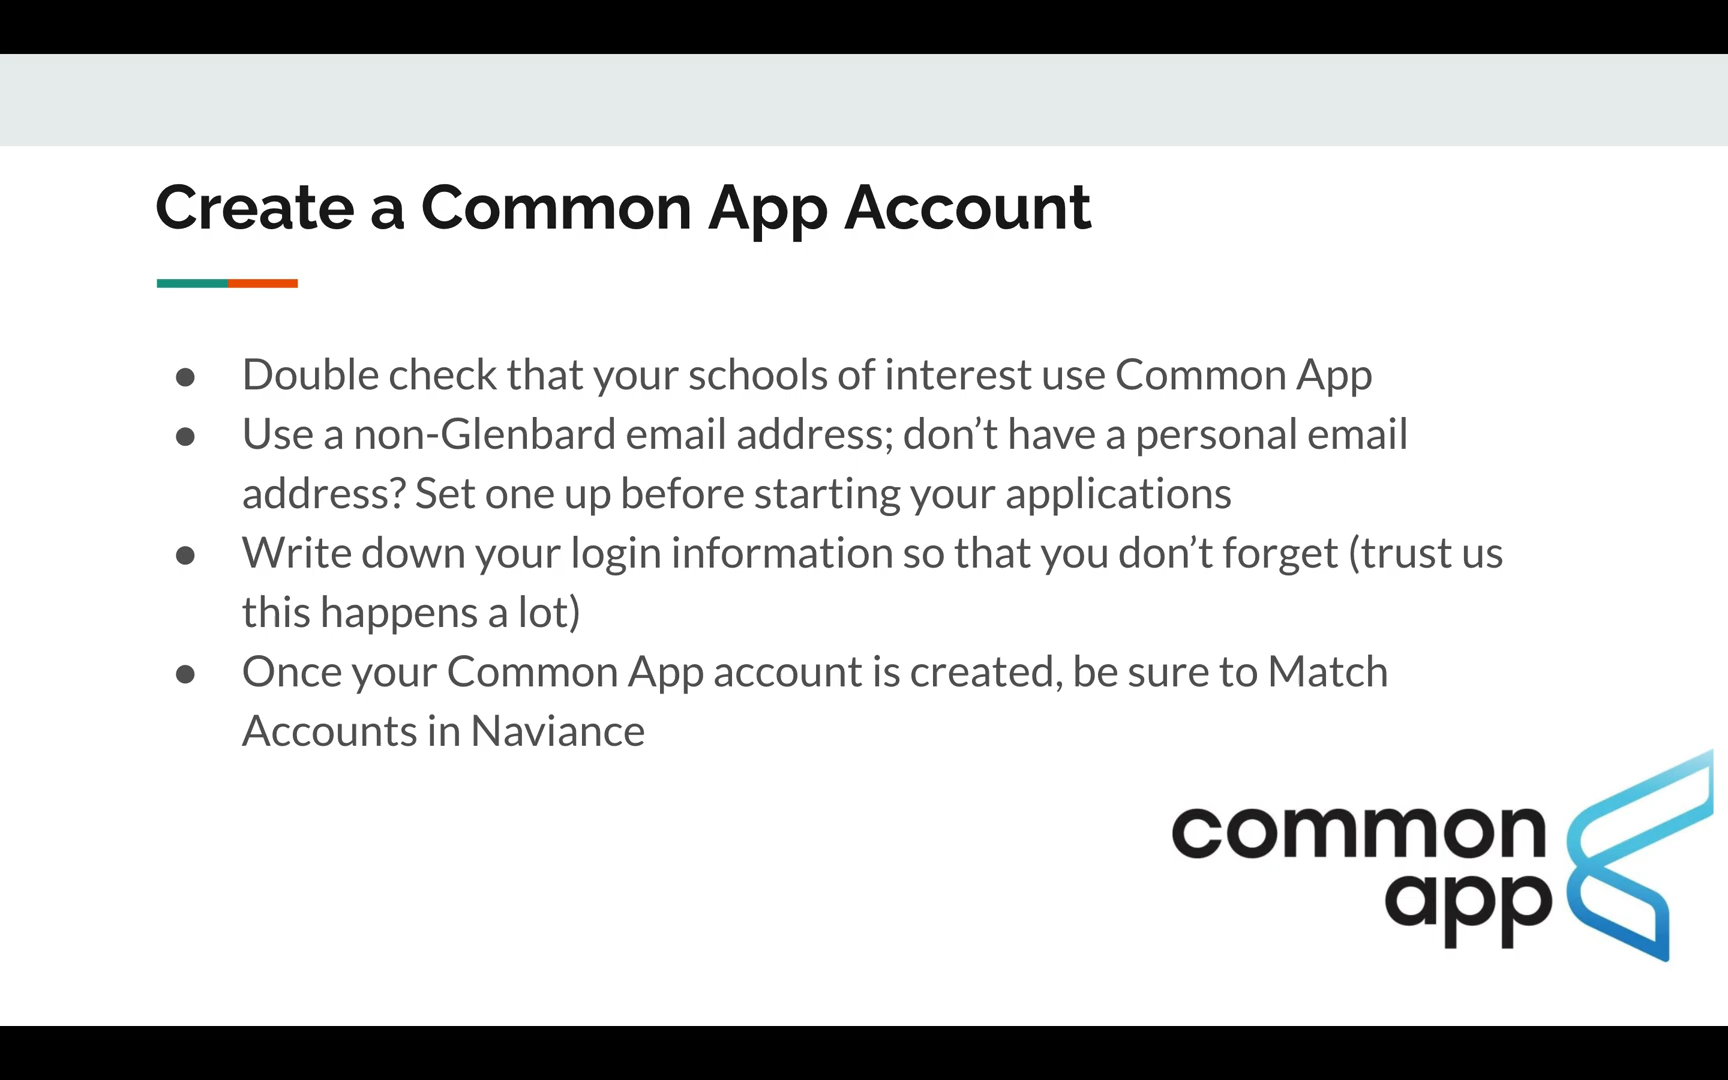 Create a Common App Account
● Double check that your schools of interest use Common App
● Use a non-Glenbard email address; don’t have a personal email
address? Set one up before starting your applications
● Write down your login information so that you don’t forget (trust us
this happens a lot)
● Once your Common App account is created, be sure to Match
Accounts in Naviance
common
app